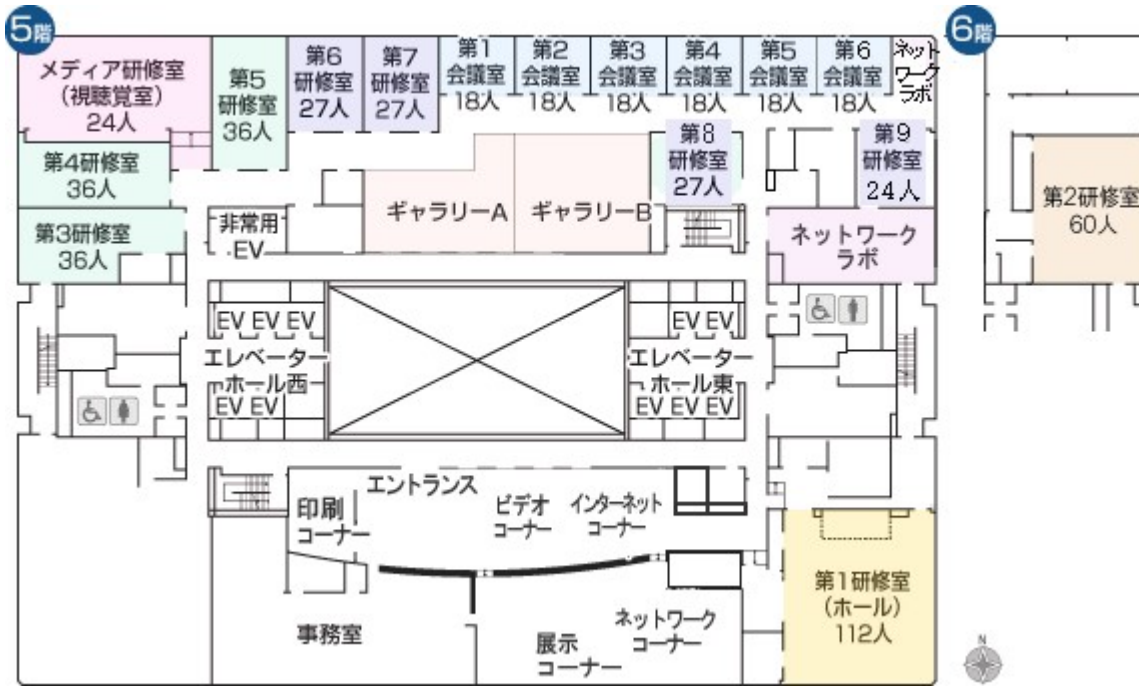 5階
6階
メディア研修室
(視聴覚室)
24人
第5
研修室
36人
第6
研修室
27人
第7
研修室
27人
第1
会議室
18人
第2
会議室
18人
第3
会議室
18人
第4
会議室
18人
第5
会議室
18人
第6
会議室
18人
ネット
ワーク
ラボ
第4研修室
36人
第3研修室
36人
非常用
EV
ギャラリーA
ギャラリーB
第8
研修室
27人
第9
研修室
24人
ネットワーク
ラボ
第2研修室
60人
EV EV EV
エレベーター
ホール西
EV EV
EV EV
エレベーター
ホール東
EV EV EV
エントランス
印刷
コーナー
ビデオ
コーナー
インターネット
コーナー
事務室
展示
コーナー
ネットワーク
コーナー
第1研修室
(ホール)
112人
N